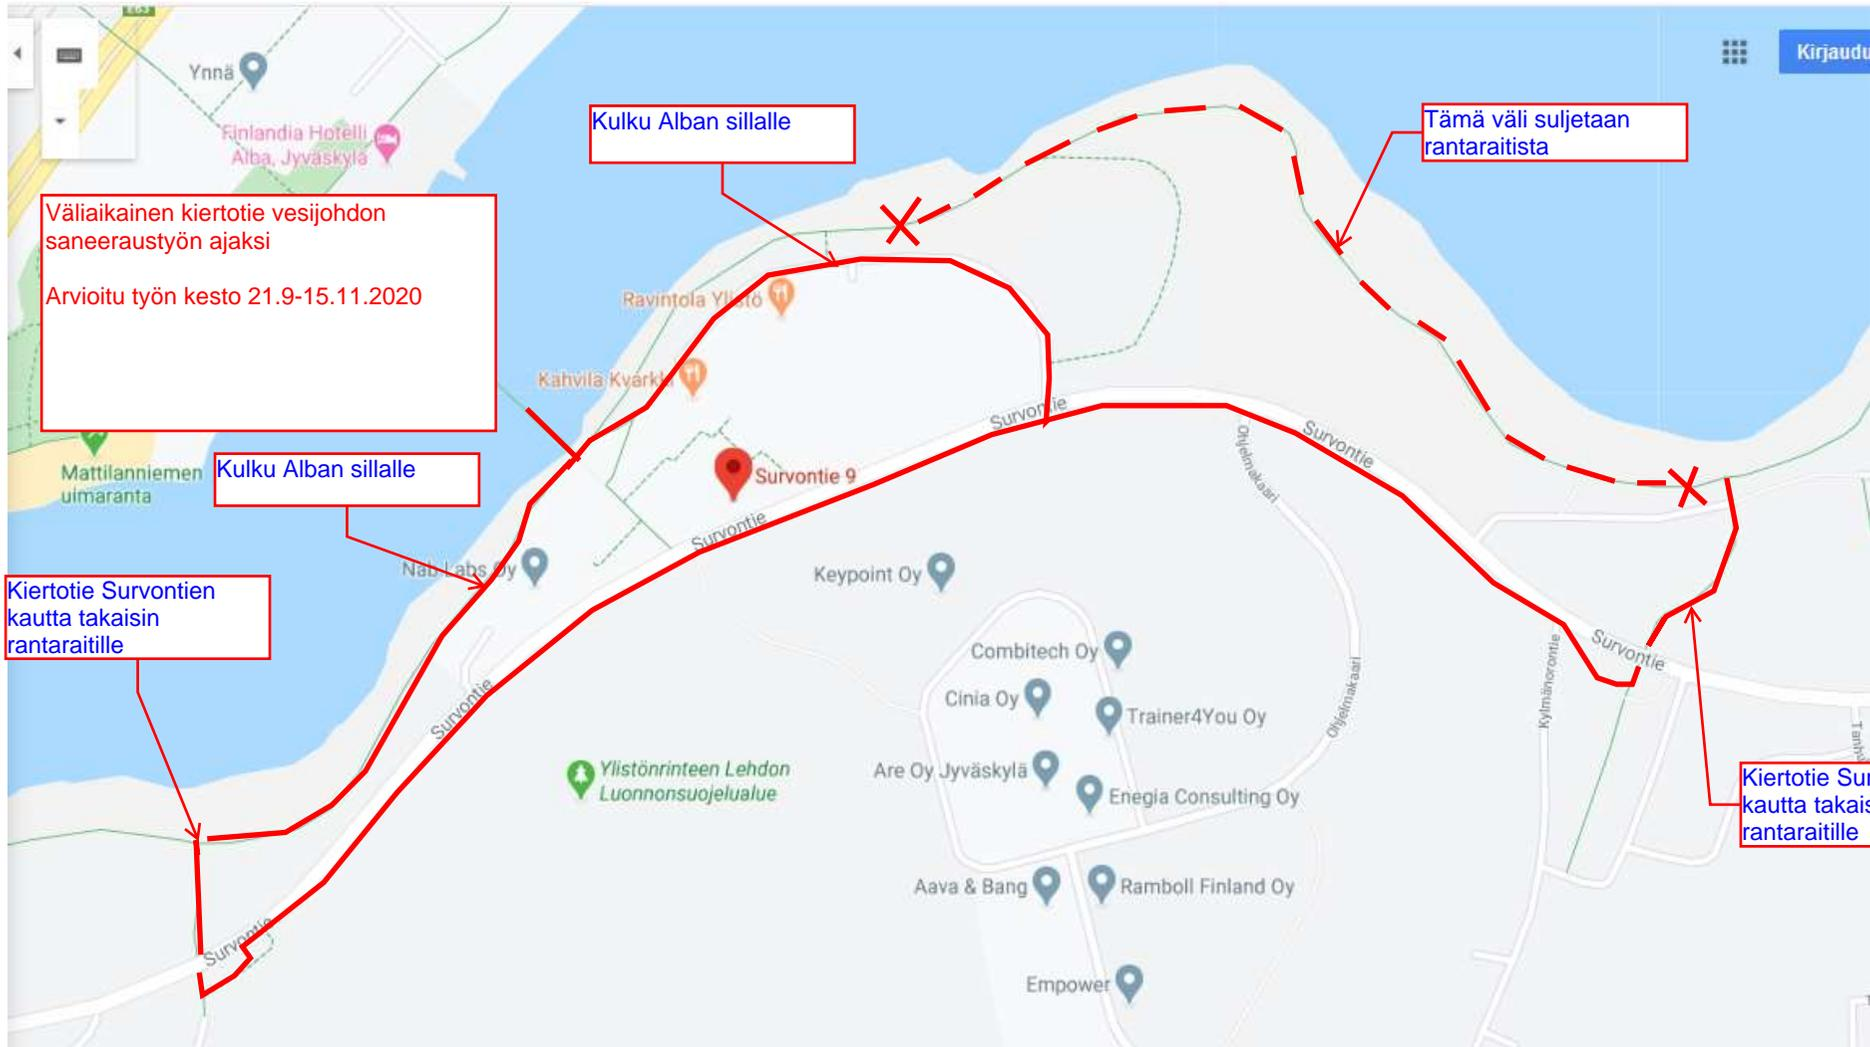 E63
Kirjaudu
Ynnä
Finlandia Hotelli
Alba, Jyväskylä
Kulku Alban sillalle
Tämä väli suljetaan
rantaraitista
Väliaikainen kiertotie vesijohdon
saneeraustyön ajaksi
Arvioitu työn kesto 21.9-15.11.2020
Ravintola Ylistö
Kahvila Kvarkki
Survontie
Survontie
Ohjelmakaari
Mattilanniemen
uimaranta
Kulku Alban sillalle
Survontie 9
Survontie
Nab Labs Oy
Keypoint Oy
Kiertotie Survontien
kautta takaisin
rantaraitille
Combitech Oy
Survontie
Kylmänorontie
Ohjelmakaari
Survontie
Cinia Oy
Trainer4You Oy
Ylistönrinteen Lehdon
Luonnonsuojelualue
Are Oy Jyväskylä
Enegia Consulting Oy
Kiertotie Sur
kautta takais
rantaraitille
Aava & Bang
Ramboll Finland Oy
Survontie
Empower